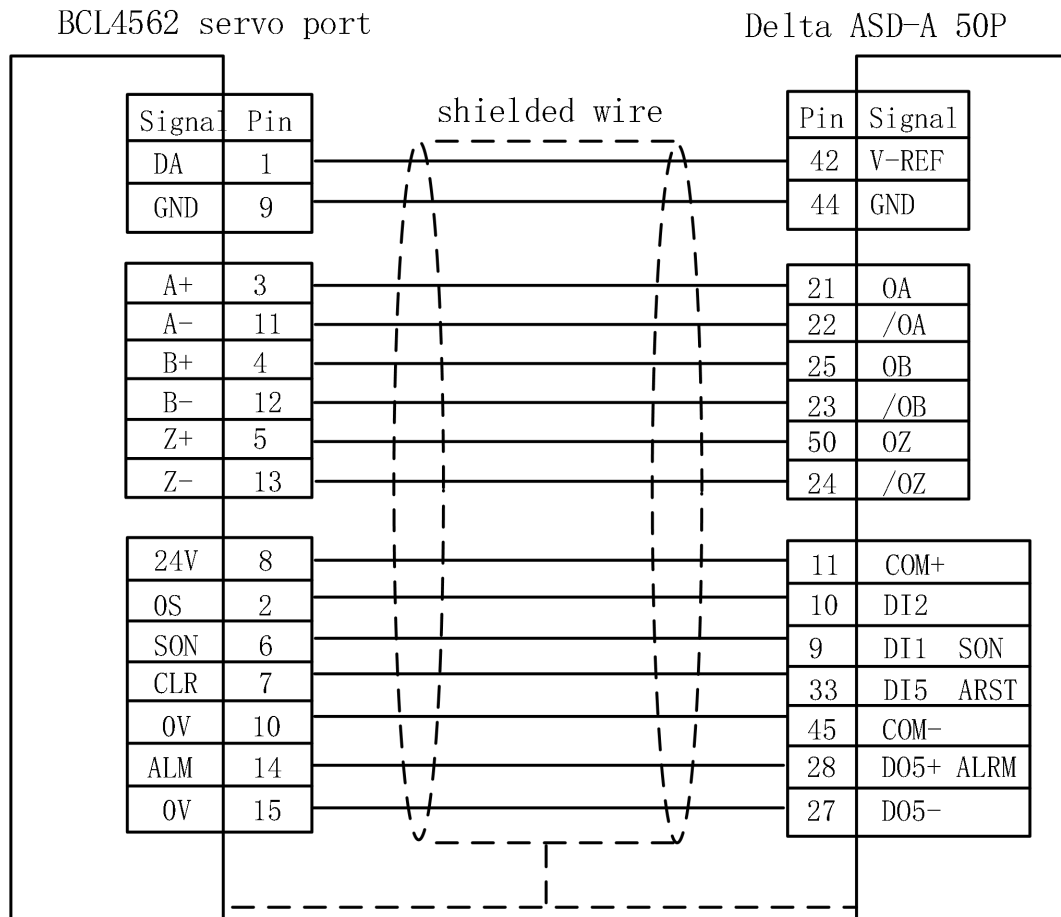 BCL4562 servo port
Delta ASD-A 50P
shielded wire
Signal Pin
DA 1
GND 9
A+ 3
A- 11
B+ 4
B- 12
Z+ 5
Z- 13
24V 8
OS 2
SON 6
CLR 7
0V 10
ALM 14
0V 15
Pin Signal
42 V-REF
44 GND
21 OA
22 /OA
25 OB
23 /OB
50 OZ
24 /OZ
11 COM+
10 DI2
9 DI1 SON
33 DI5 ARST
45 COM-
28 DO5+ ALRM
27 DO5-